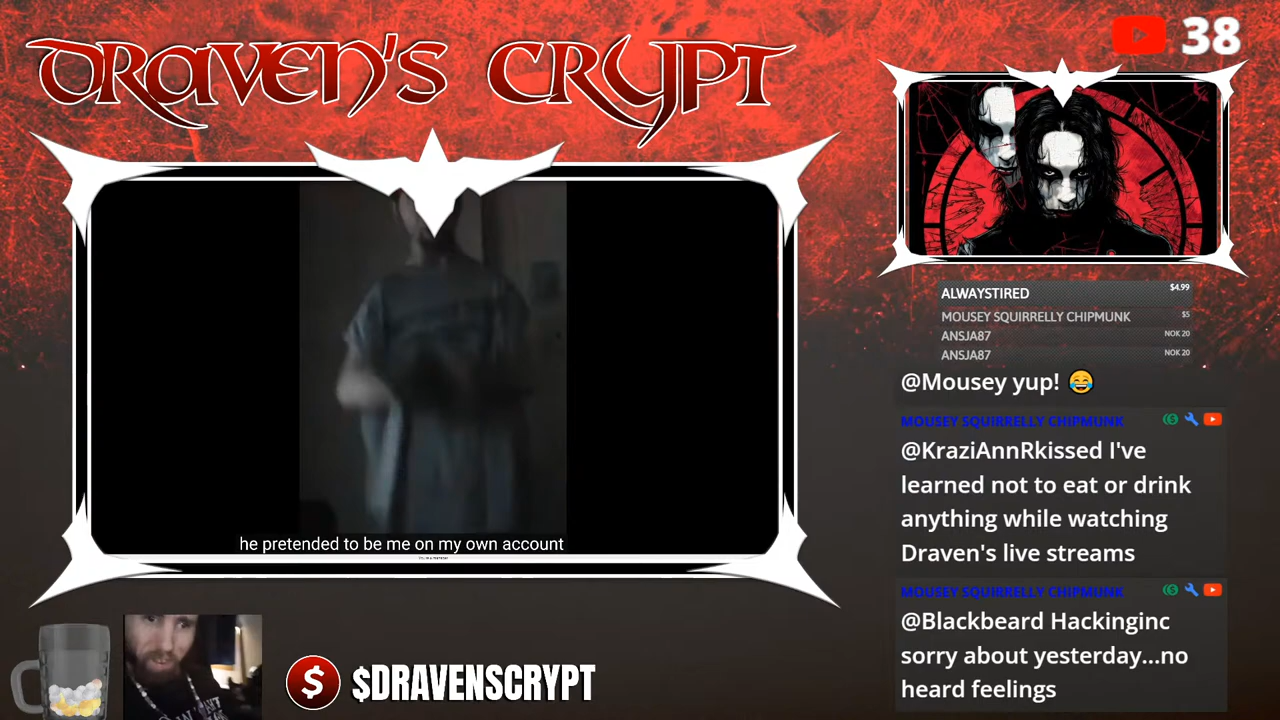 DRAVEN'S CRYPT
38
ALWAYSTIRED $4.99
MOUSEY SQUIRRELLY CHIPMUNK $5
ANSJA87 NOK 20
ANSJA87 NOK 20
@Mousey yup! 😂
MOUSEY SQUIRRELLY CHIPMUNK
@KraziAnnRkissed I've
learned not to eat or drink
anything while watching
Draven's live streams
MOUSEY SQUIRRELLY CHIPMUNK
@Blackbeard Hackinginc
sorry about yesterday...no
heard feelings
he pretended to be me on my own account
$ $DRAVENSCRYPT